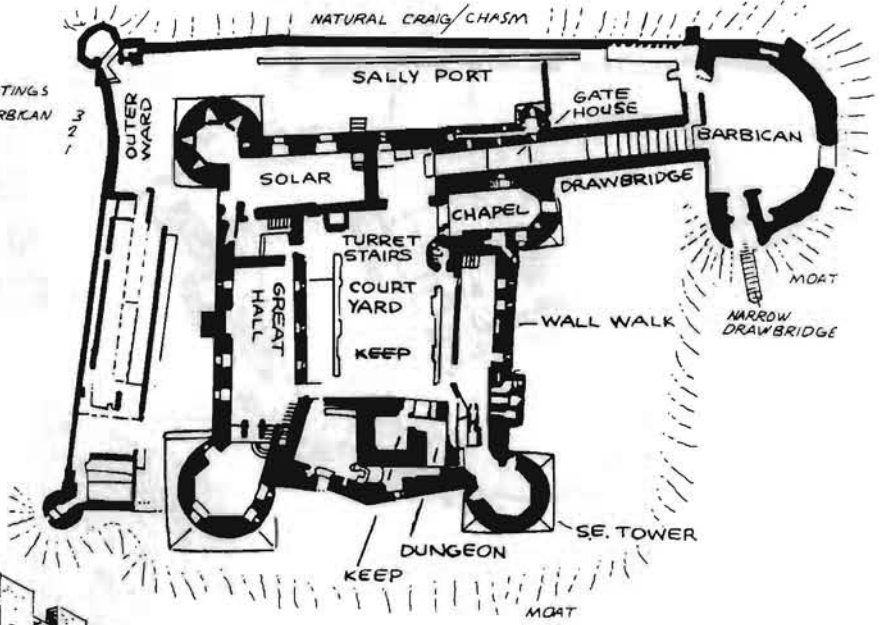 NATURAL CRAIG/CHASM
SALLY PORT
TINGS
RBICAN 3
2
1
OUTER
WARD
GATE
HOUSE
BARBICAN
SOLAR
DRAWBRIDGE
CHAPEL
TURRET
STAIRS
COURT
YARD
GREAT
HALL
KEEP
WALL WALK
MOAT
NARROW
DRAWBRIDGE
S.E. TOWER
DUNGEON
KEEP
MOAT